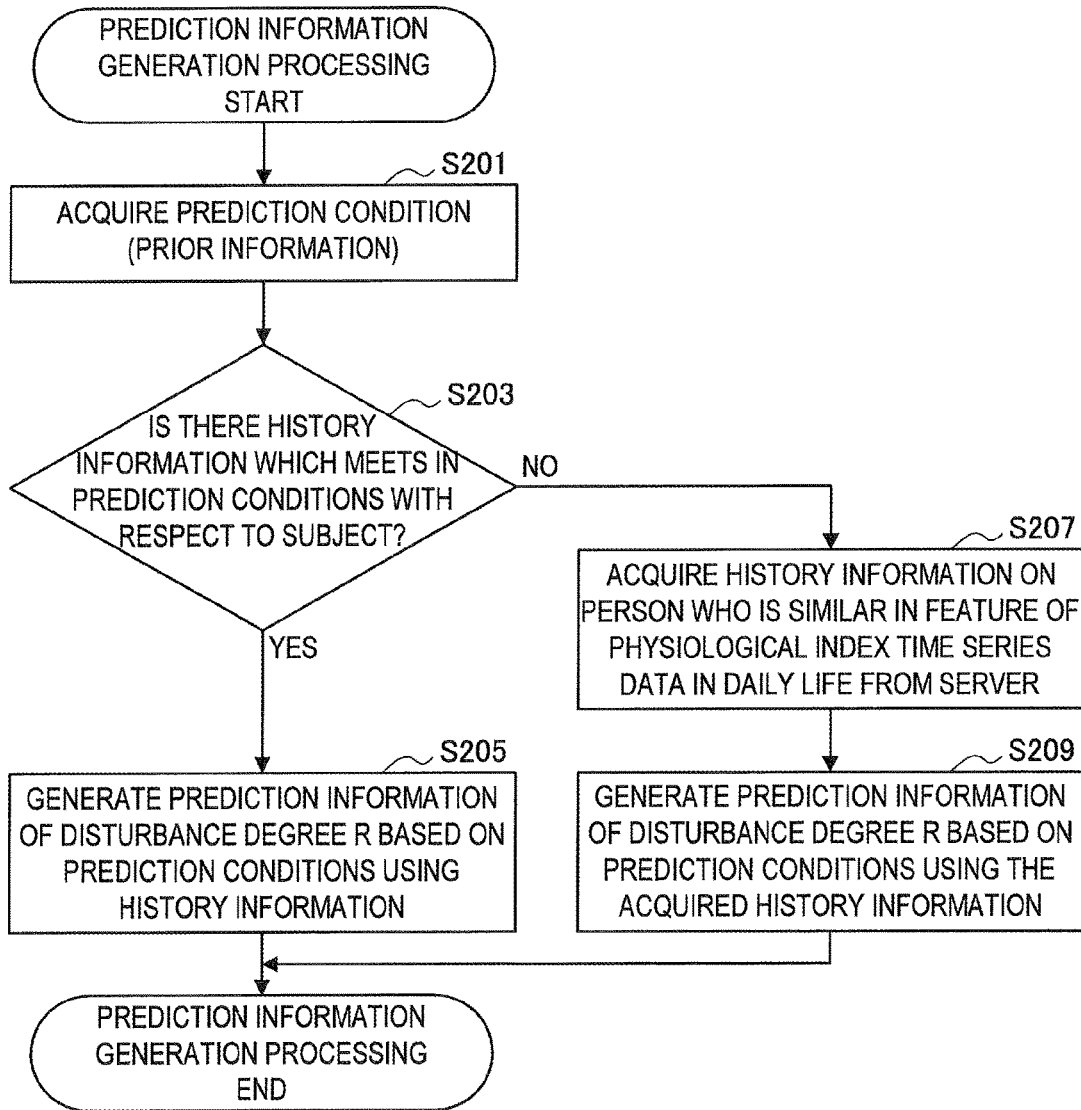 PREDICTION INFORMATION
GENERATION PROCESSING
START
S201
ACQUIRE PREDICTION CONDITION
(PRIOR INFORMATION)
S203
IS THERE HISTORY
INFORMATION WHICH MEETS IN
PREDICTION CONDITIONS WITH
RESPECT TO SUBJECT?
NO
YES
S207
ACQUIRE HISTORY INFORMATION ON
PERSON WHO IS SIMILAR IN FEATURE OF
PHYSIOLOGICAL INDEX TIME SERIES
DATA IN DAILY LIFE FROM SERVER
S205
GENERATE PREDICTION INFORMATION
OF DISTURBANCE DEGREE R BASED ON
PREDICTION CONDITIONS USING
HISTORY INFORMATION
S209
GENERATE PREDICTION INFORMATION
OF DISTURBANCE DEGREE R BASED ON
PREDICTION CONDITIONS USING THE
ACQUIRED HISTORY INFORMATION
PREDICTION INFORMATION
GENERATION PROCESSING
END